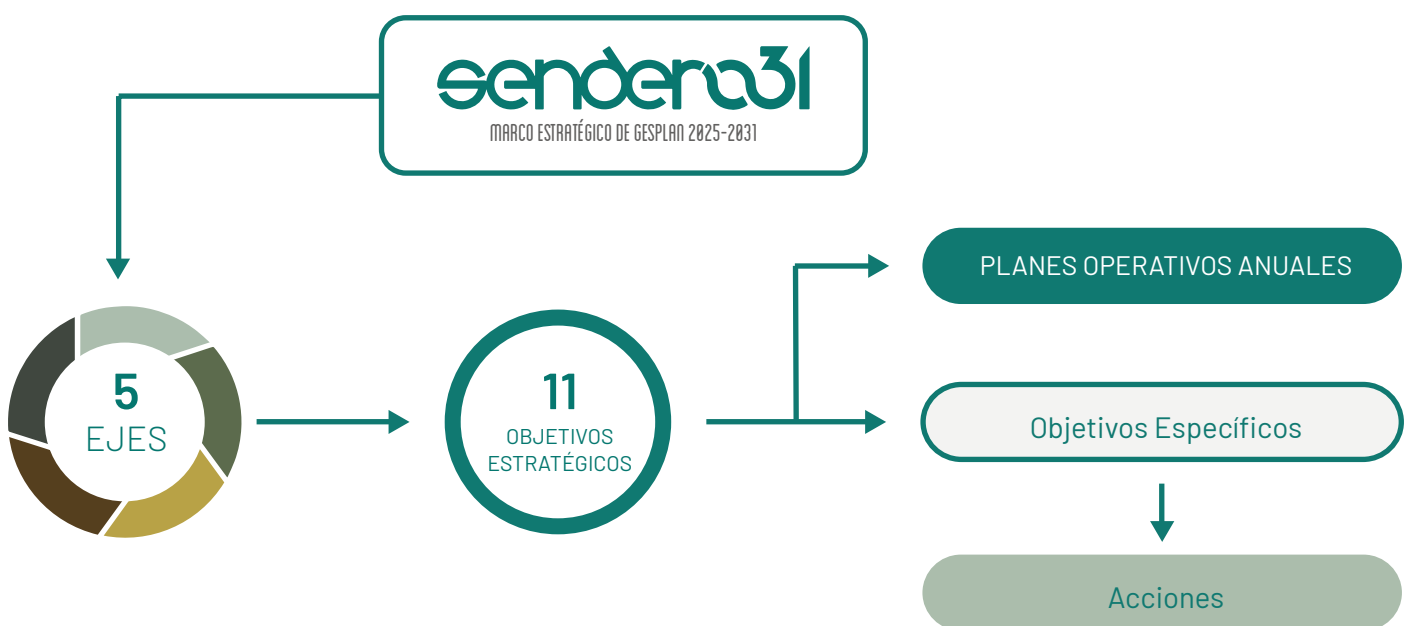 sendero31
MARCO ESTRATÉGICO DE GESPLAN 2025-2031
PLANES OPERATIVOS ANUALES
5
EJES
11
OBJETIVOS
ESTRATÉGICOS
Objetivos Específicos
Acciones